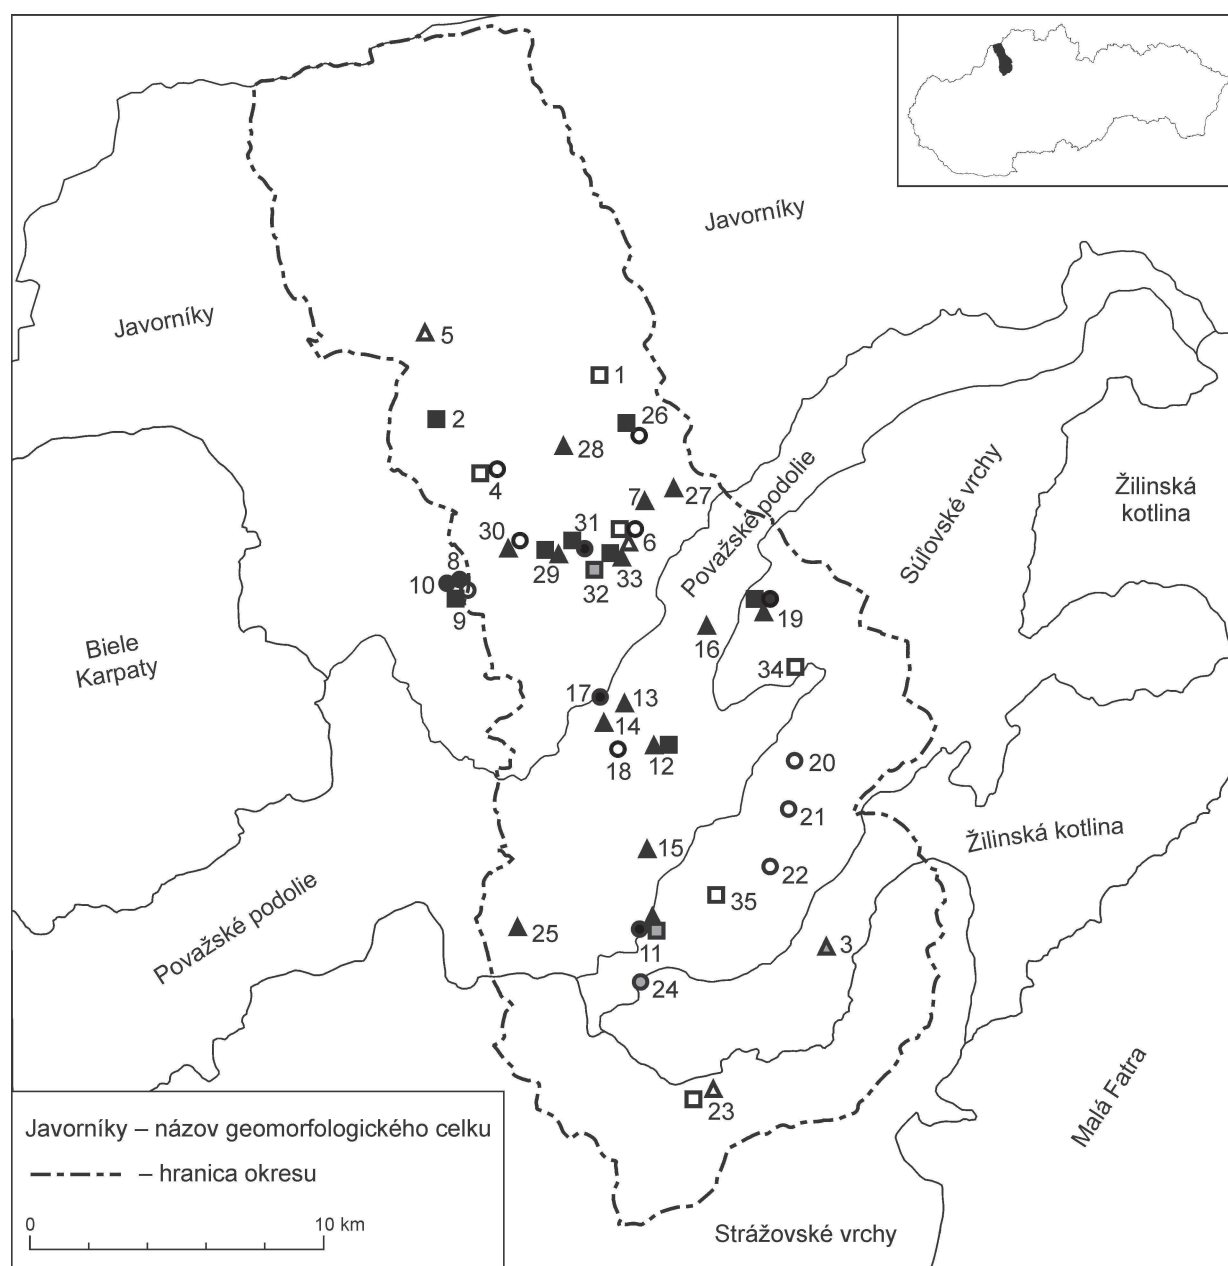 Javorníky
Javorníky
5
1
2
26
28
4
27
7
Považské podolie
Súľovské vrchy
Žilinská
kotlina
30
31
6
29
33
32
8
10
9
19
16
Biele
Karpaty
34
17
13
14
18
12
20
21
Žilinská kotlina
15
22
35
Považské podolie
25
11
3
24
23
Malá Fatra
Strážovské vrchy
Javorníky – názov geomorfologického celku
– hranica okresu
0 10 km